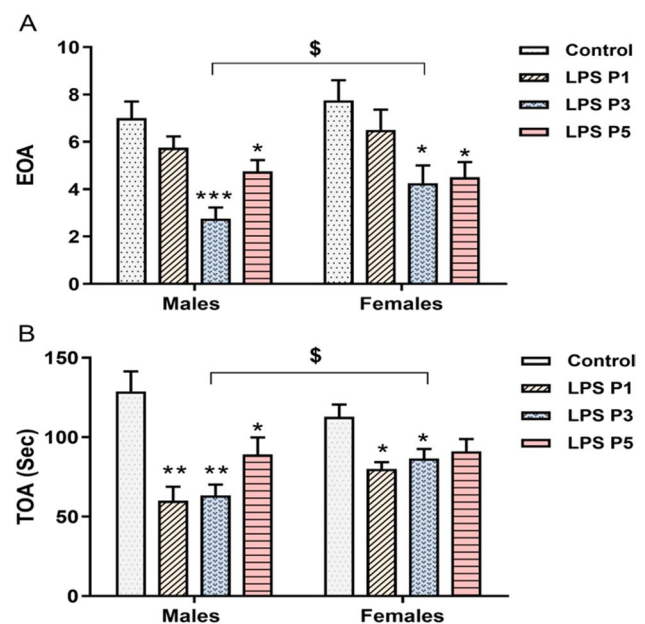 A
EOA
10
8
6
4
2
0
$
***
*
*
*
Males
Females
Control
LPS P1
LPS P3
LPS P5
B
TOA (Sec)
150
100
50
0
$
**
**
*
*
*
Males
Females
Control
LPS P1
LPS P3
LPS P5